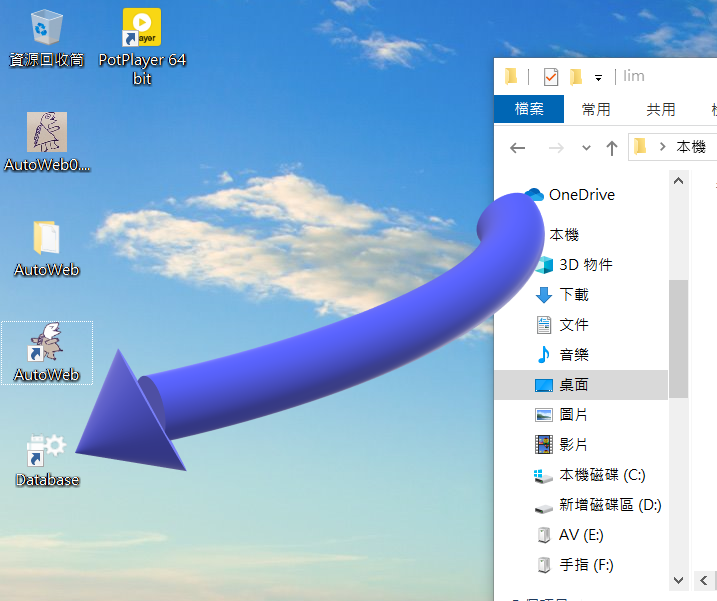 資源回收筒
PotPlayer 64
bit
AutoWeb0....
AutoWeb
AutoWeb
Database
lim
檔案
常用
共用
本機
OneDrive
本機
3D 物件
下載
文件
音樂
桌面
圖片
影片
本機磁碟 (C:)
新增磁碟區 (D:)
AV (E:)
手指 (F:)